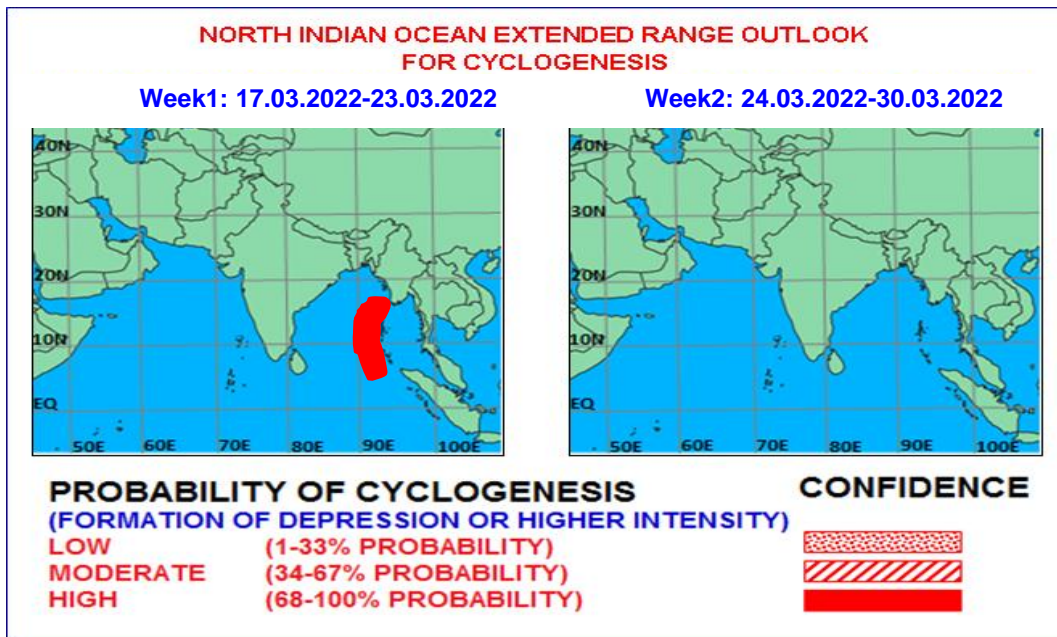 NORTH INDIAN OCEAN EXTENDED RANGE OUTLOOK
FOR CYCLOGENESIS
Week1: 17.03.2022-23.03.2022
40N
30N
20N
10N
EQ
50E 60E 70E 80E 90E 100E
Week2: 24.03.2022-30.03.2022
40N
30N
20N
10N
EQ
50E 60E 70E 80E 90E 100E
PROBABILITY OF CYCLOGENESIS CONFIDENCE
(FORMATION OF DEPRESSION OR HIGHER INTENSITY)
LOW (1-33% PROBABILITY)
MODERATE (34-67% PROBABILITY)
HIGH (68-100% PROBABILITY)